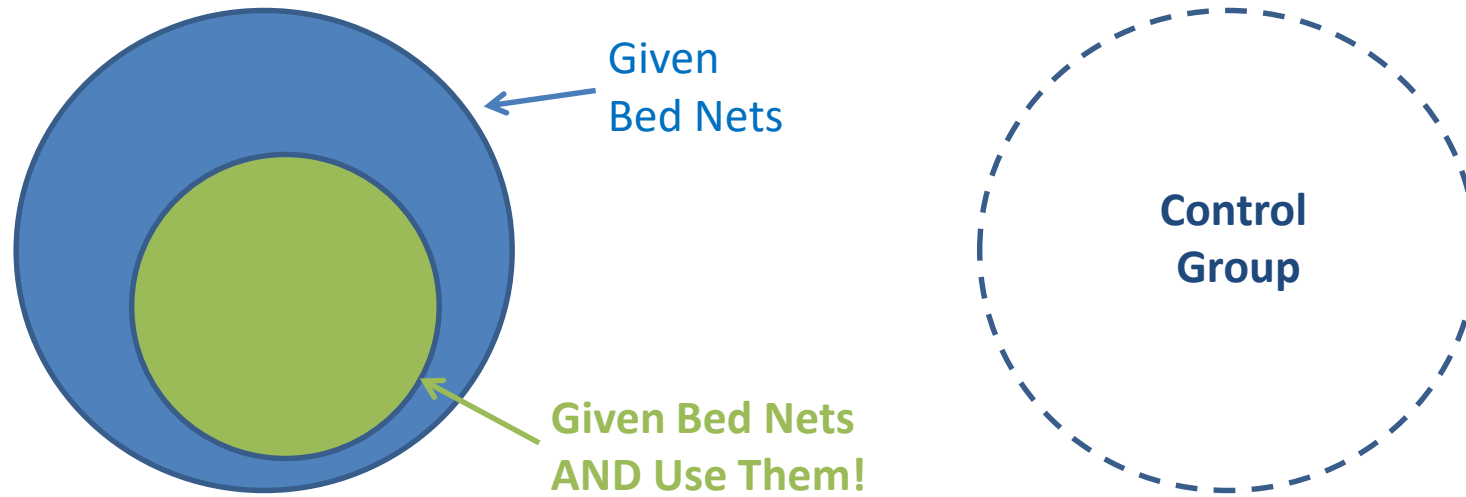 Given
Bed Nets
Control
Group
Given Bed Nets
AND Use Them!